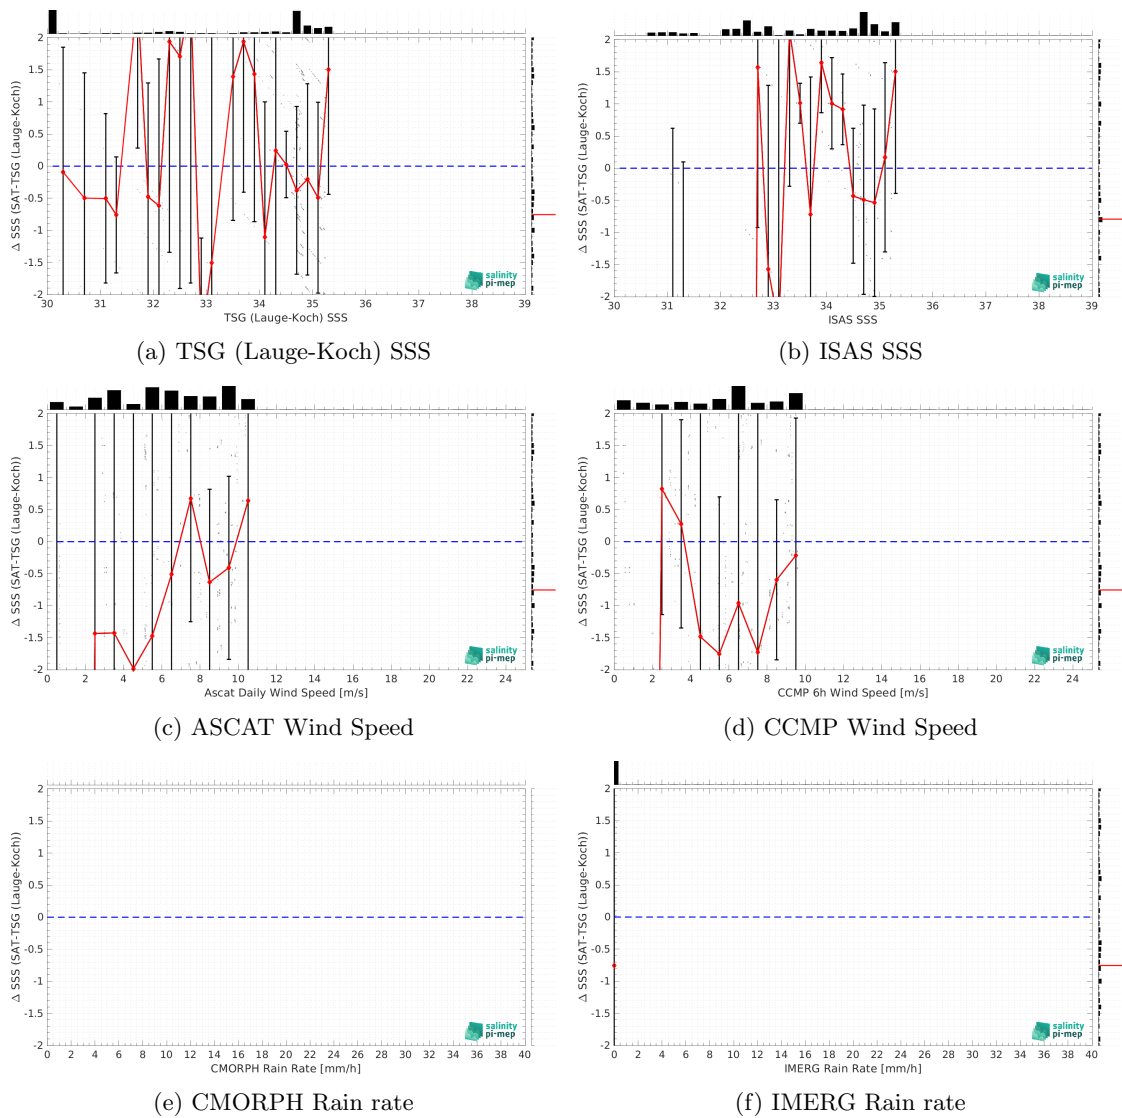 Δ SSS (SAT-TSG (Lauge-Koch))
2
1.5
1
0.5
0
-0.5
-1
-1.5
-2
30 31 32 33 34 35 36 37 38 39
TSG (Lauge-Koch) SSS
salinity
pi-mep
(a) TSG (Lauge-Koch) SSS
Δ SSS (SAT-TSG (Lauge-Koch))
2
1.5
1
0.5
0
-0.5
-1
-1.5
-2
30 31 32 33 34 35 36 37 38 39
ISAS SSS
salinity
pi-mep
(b) ISAS SSS
Δ SSS (SAT-TSG (Lauge-Koch))
2
1.5
1
0.5
0
-0.5
-1
-1.5
-2
0 2 4 6 8 10 12 14 16 18 20 22 24
Ascat Daily Wind Speed [m/s]
salinity
pi-mep
(c) ASCAT Wind Speed
Δ SSS (SAT-TSG (Lauge-Koch))
2
1.5
1
0.5
0
-0.5
-1
-1.5
-2
0 2 4 6 8 10 12 14 16 18 20 22 24
CCMP 6h Wind Speed [m/s]
salinity
pi-mep
(d) CCMP Wind Speed
Δ SSS (SAT-TSG (Lauge-Koch))
2
1.5
1
0.5
0
-0.5
-1
-1.5
-2
0 2 4 6 8 10 12 14 16 18 20 22 24 26 28 30 32 34 36 38 40
CMORPH Rain Rate [mm/h]
salinity
pi-mep
(e) CMORPH Rain rate
Δ SSS (SAT-TSG (Lauge-Koch))
2
1.5
1
0.5
0
-0.5
-1
-1.5
-2
0 2 4 6 8 10 12 14 16 18 20 22 24 26 28 30 32 34 36 38 40
IMERG Rain Rate [mm/h]
salinity
pi-mep
(f) IMERG Rain rate